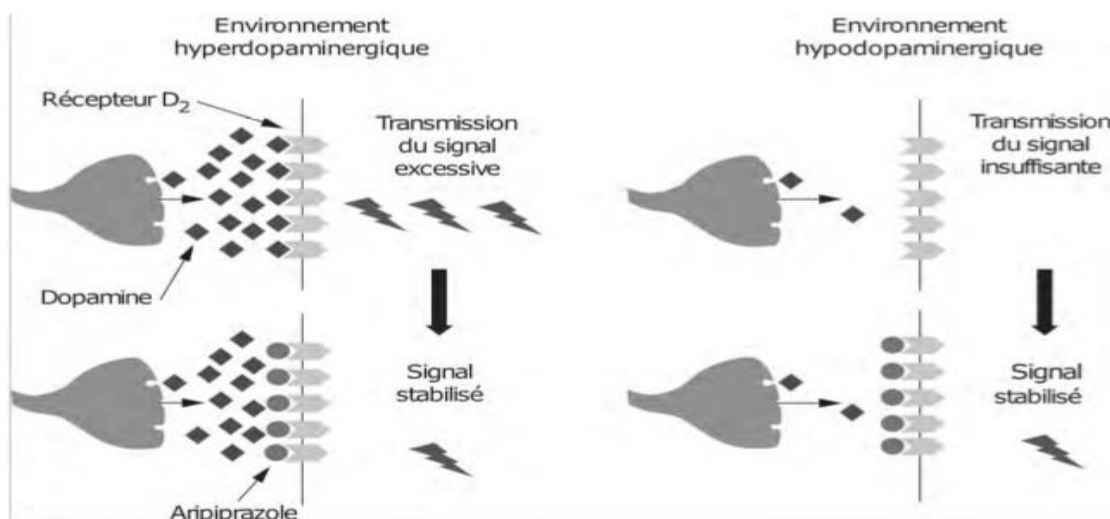 Environnement
hyperdopaminergique
Récepteur D2
Transmission
du signal
excessive
Dopamine
Signal
stabilisé
Aripiprazole
Environnement
hypodopaminergique
Transmission
du signal
insuffisante
Signal
stabilisé